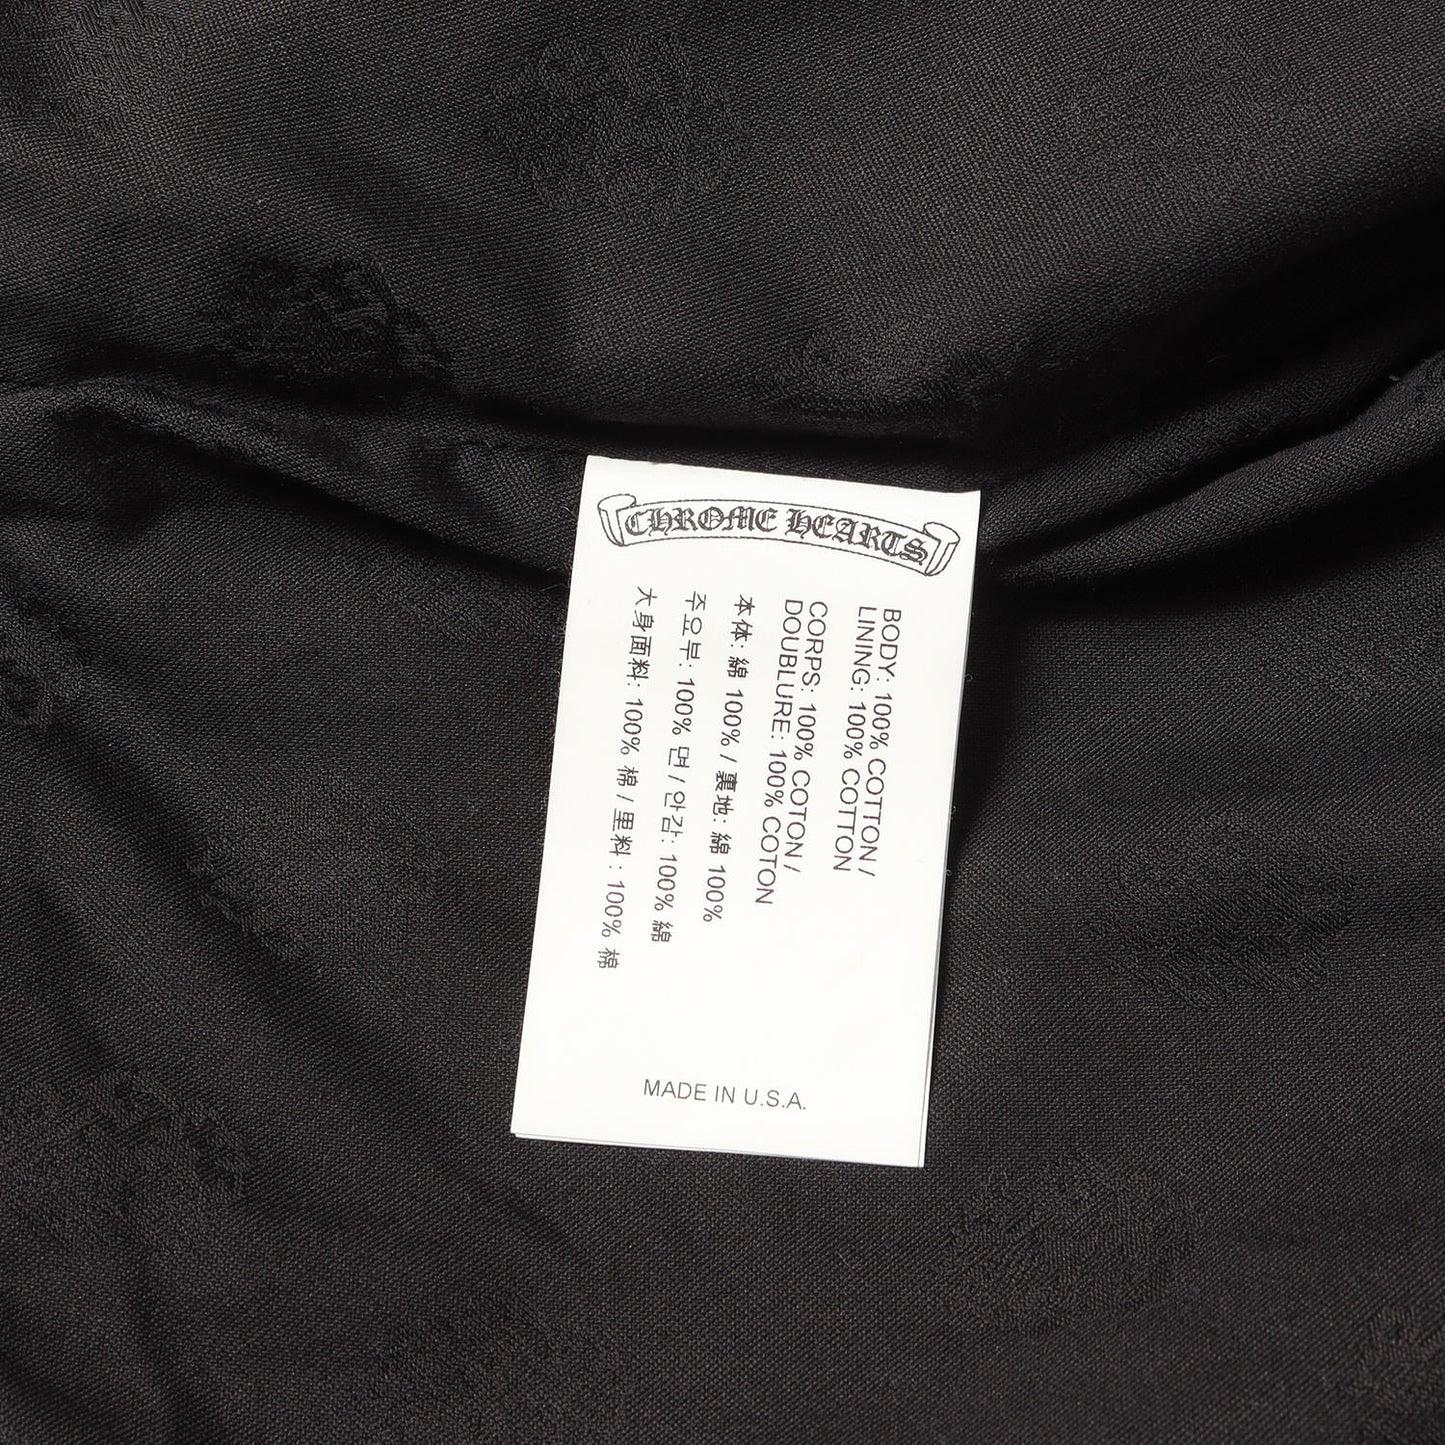 CHROME HEARTS
BODY: 100% COTTON /
LINING: 100% COTTON
CORPS: 100% COTON /
DOUBLURE: 100% COTON
本体: 綿 100% / 裏地: 綿 100%
주요부: 100% 면 / 안감: 100% 綿
大身面料: 100% 棉 / 里料: 100% 棉
MADE IN U.S.A.